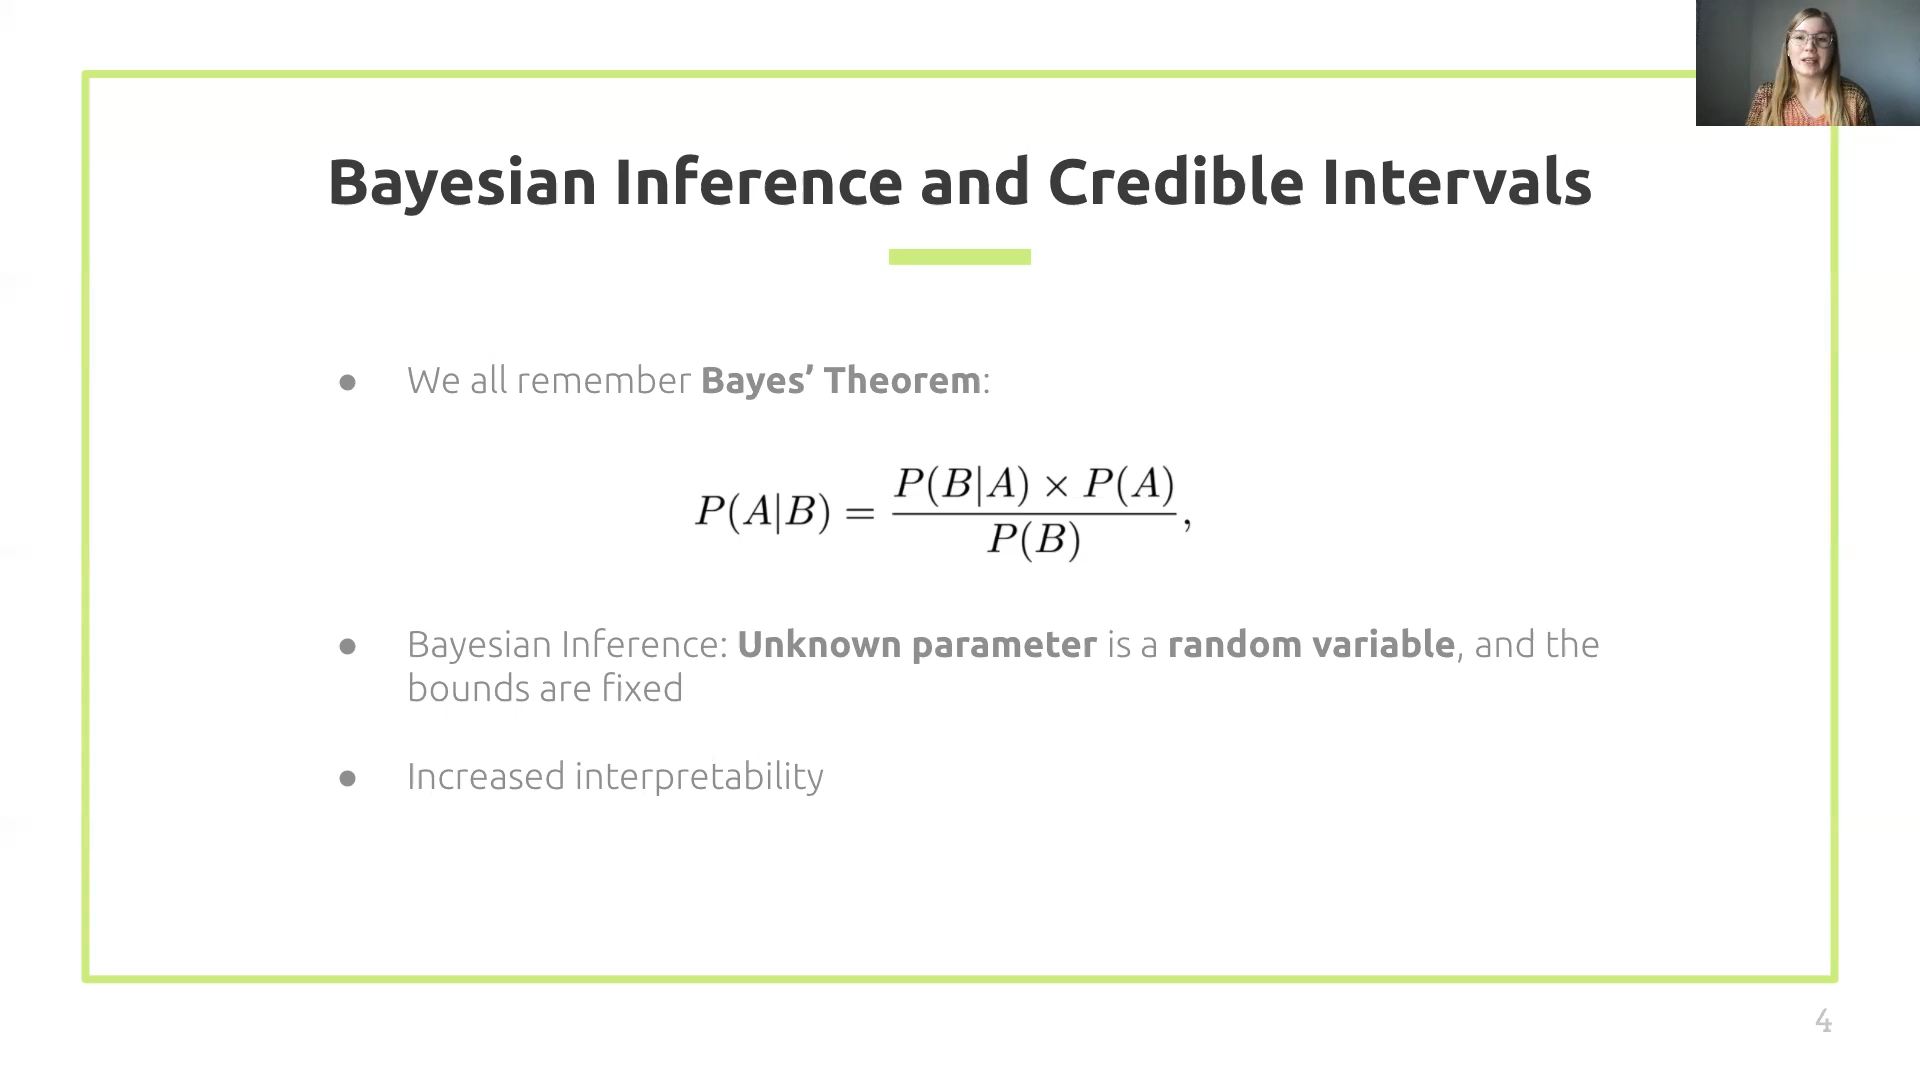 Bayesian Inference and Credible Intervals
● We all remember Bayes’ Theorem:
P(A|B) = P(B|A) × P(A) / P(B),
● Bayesian Inference: Unknown parameter is a random variable, and the
bounds are fixed
● Increased interpretability
4